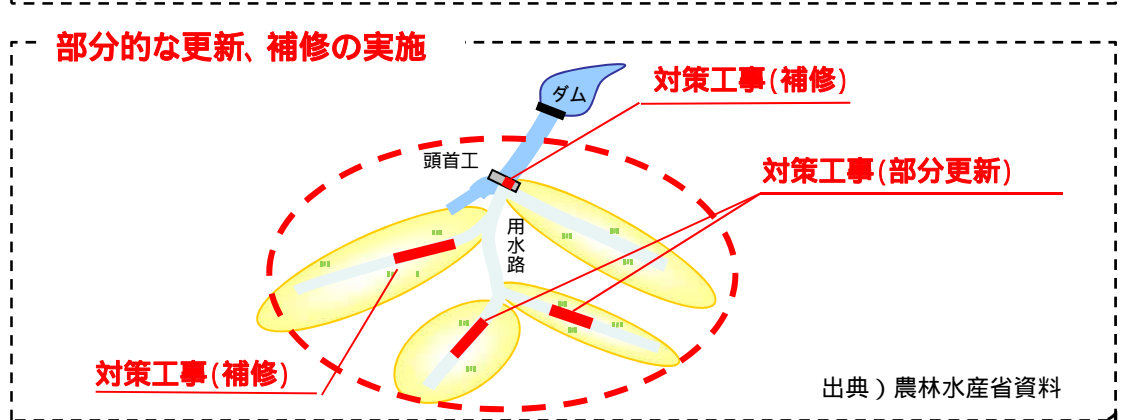 部分的な更新、補修の実施
ダム
対策工事(補修)
頭首工
対策工事(部分更新)
用水路
対策工事(補修)
出典)農林水産省資料